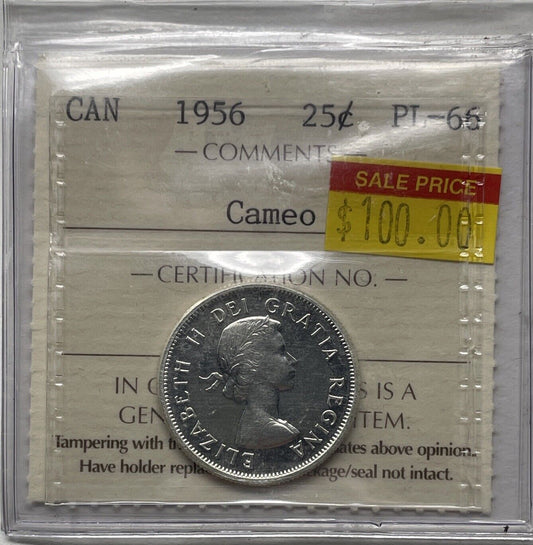 CAN 1956 25¢ PL-66
— COMMENTS —
SALE PRICE
$100.00
Cameo
— CERTIFICATION NO. —
ELIZABETH II DEI GRATIA REGINA
IN IS A
GEN ITEM.
Tampering with ates above opinion.
Have holder repla kage/seal not intact.